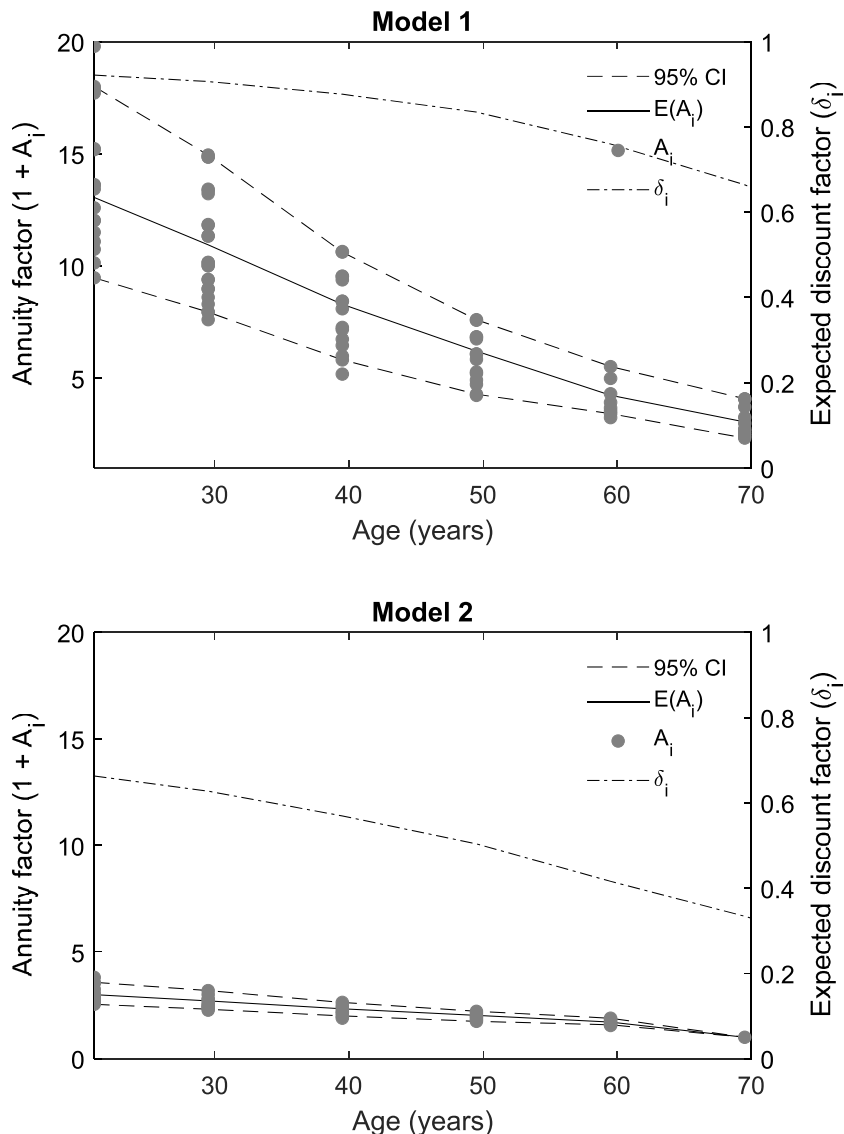 Model 1
20
15
10
5
Annuity factor (1 + A_i)
95% CI
E(A_i)
A_i
δ_i
1
0.8
0.6
0.4
0.2
0
Expected discount factor (δ_i)
30 40 50 60 70
Age (years)
Model 2
20
15
10
5
0
Annuity factor (1 + A_i)
95% CI
E(A_i)
A_i
δ_i
1
0.8
0.6
0.4
0.2
0
Expected discount factor (δ_i)
30 40 50 60 70
Age (years)